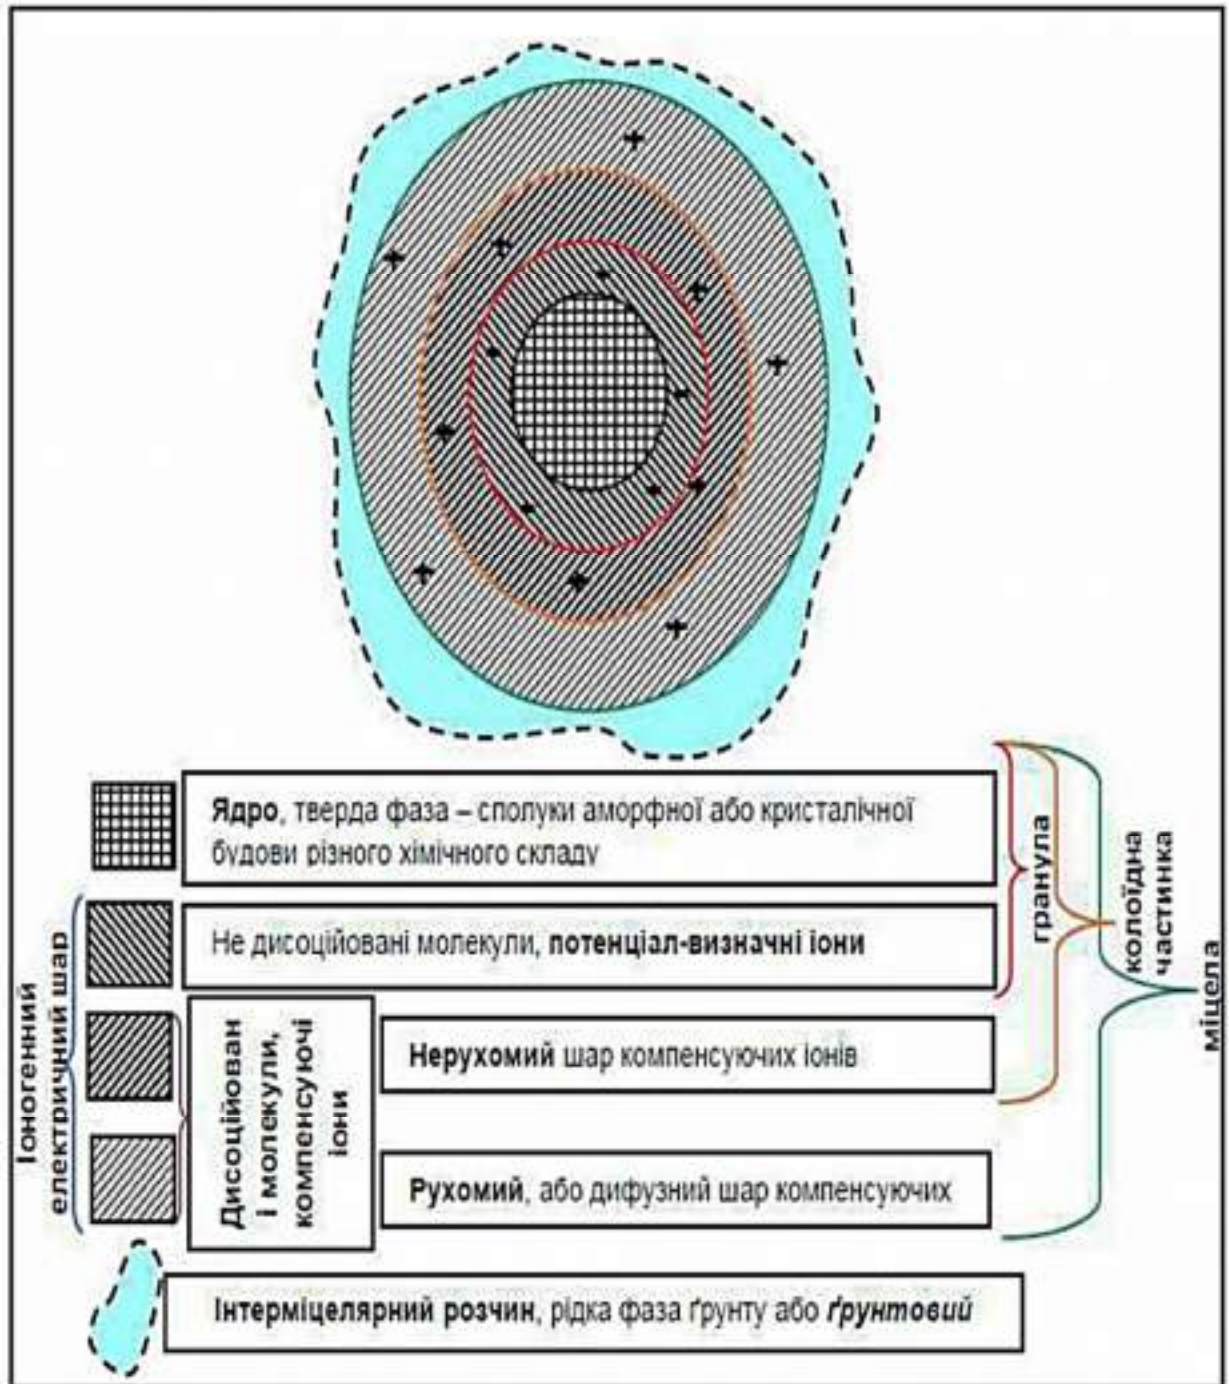 Ядро, тверда фаза – сполуки аморфної або кристалічної
будови різного хімічного складу
Не дисоційовані молекули, потенціал-визначні іони
Іоногенний
електричний шар
Дисоційован
і молекули,
компенсуючі
іони
Нерухомий шар компенсуючих іонів
Рухомий, або дифузний шар компенсуючих
Інтерміцелярний розчин, рідка фаза ґрунту або ґрунтовий
гранула
колоїдна
частинка
міцела